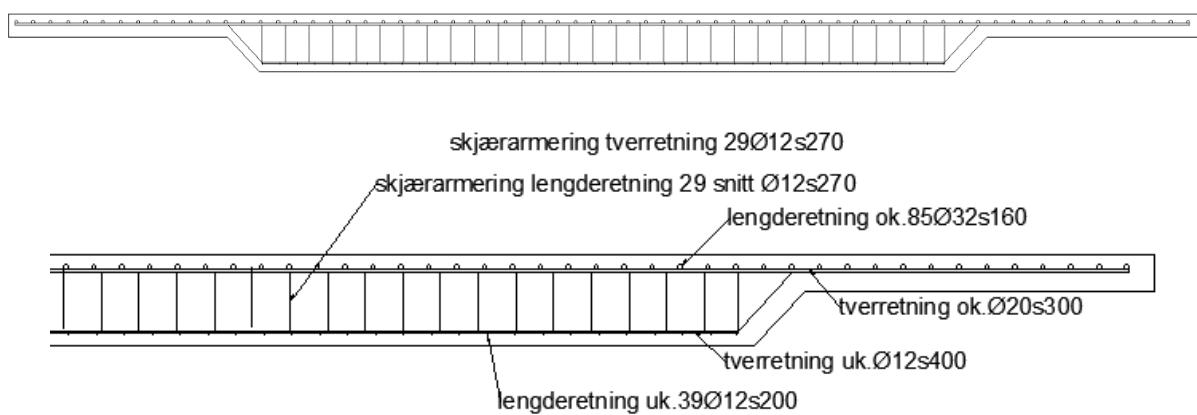 skjærarmering tverretning 29Ø12s270
skjærarmering lengderetning 29 snitt Ø12s270
lengderetning ok.85Ø32s160
tverretning ok.Ø20s300
tverretning uk.Ø12s400
lengderetning uk.39Ø12s200